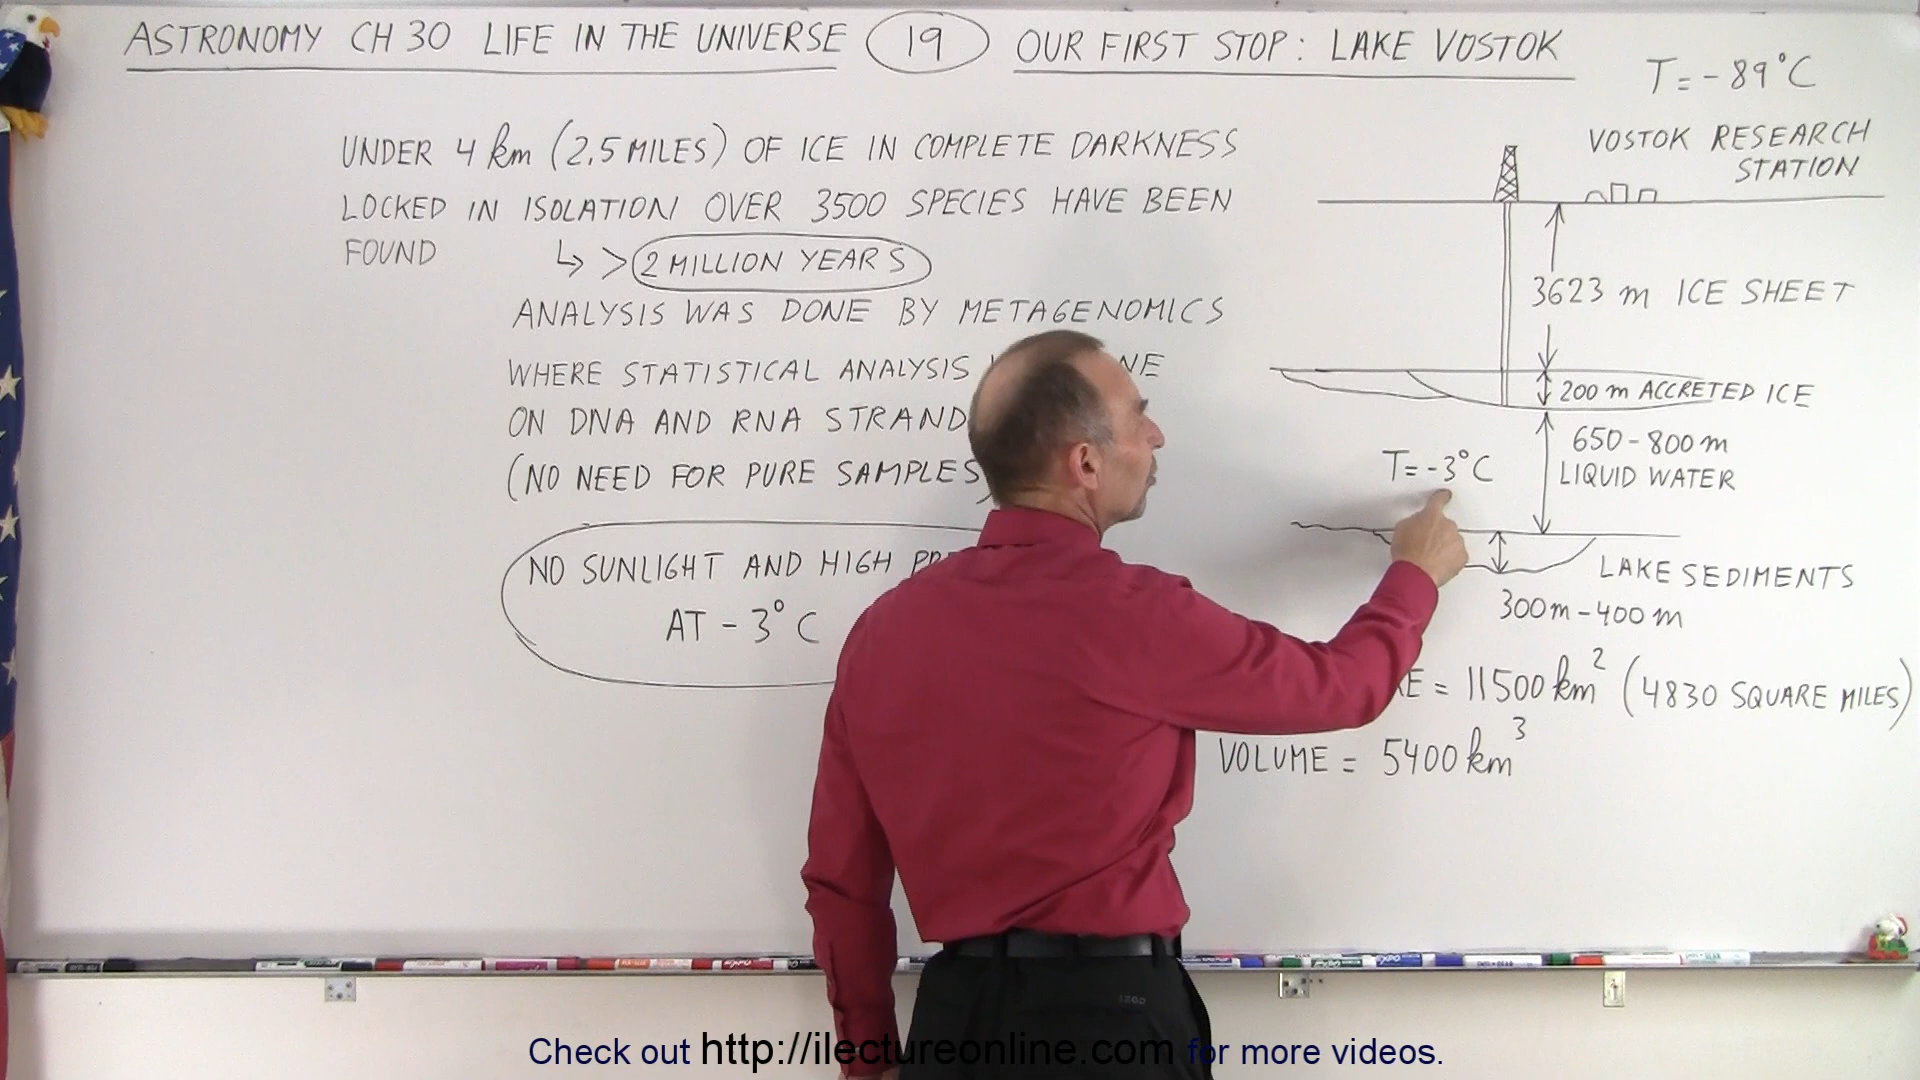 ASTRONOMY CH 30 LIFE IN THE UNIVERSE 19 OUR FIRST STOP: LAKE VOSTOK
T = -89°C
UNDER 4 km (2.5 MILES) OF ICE IN COMPLETE DARKNESS
LOCKED IN ISOLATION OVER 3500 SPECIES HAVE BEEN
FOUND ↳ > 2 MILLION YEARS
ANALYSIS WAS DONE BY METAGENOMICS
WHERE STATISTICAL ANALYSIS
ON DNA AND RNA STRAND
(NO NEED FOR PURE SAMPLES)
NO SUNLIGHT AND HIGH
AT -3°C
VOSTOK RESEARCH
STATION
3623 m ICE SHEET
200 m ACCRETED ICE
650-800 m
LIQUID WATER
T = -3°C
LAKE SEDIMENTS
300m-400m
= 11500 km² (4830 SQUARE MILES)
VOLUME = 5400 km³
IZOD
Check out http://ilectureonline.com for more videos.